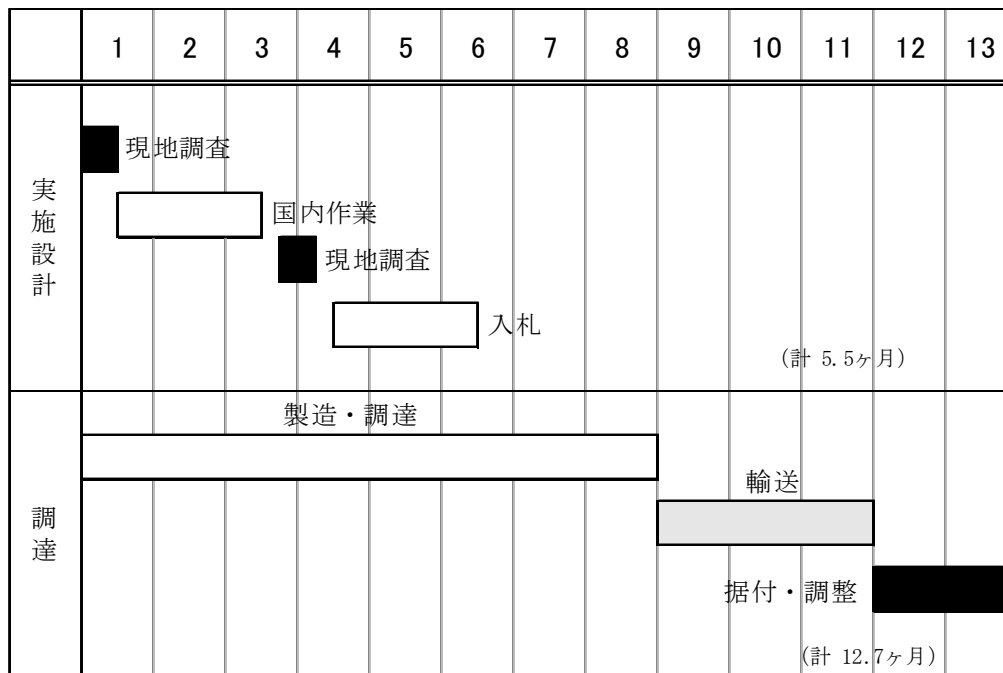 1 2 3 4 5 6 7 8 9 10 11 12 13
実施設計
現地調査
国内作業
現地調査
入札
(計 5.5ヶ月)
調達
製造・調達
輸送
据付・調整
(計 12.7ヶ月)